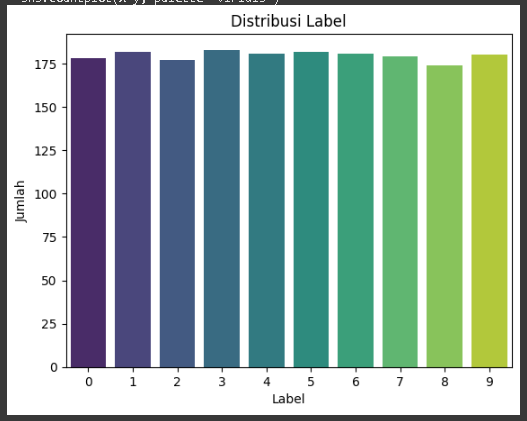 sns.countplot(x=y, palette='viridis')
Distribusi Label
175
150
125
100
75
50
25
0
Jumlah
0 1 2 3 4 5 6 7 8 9
Label